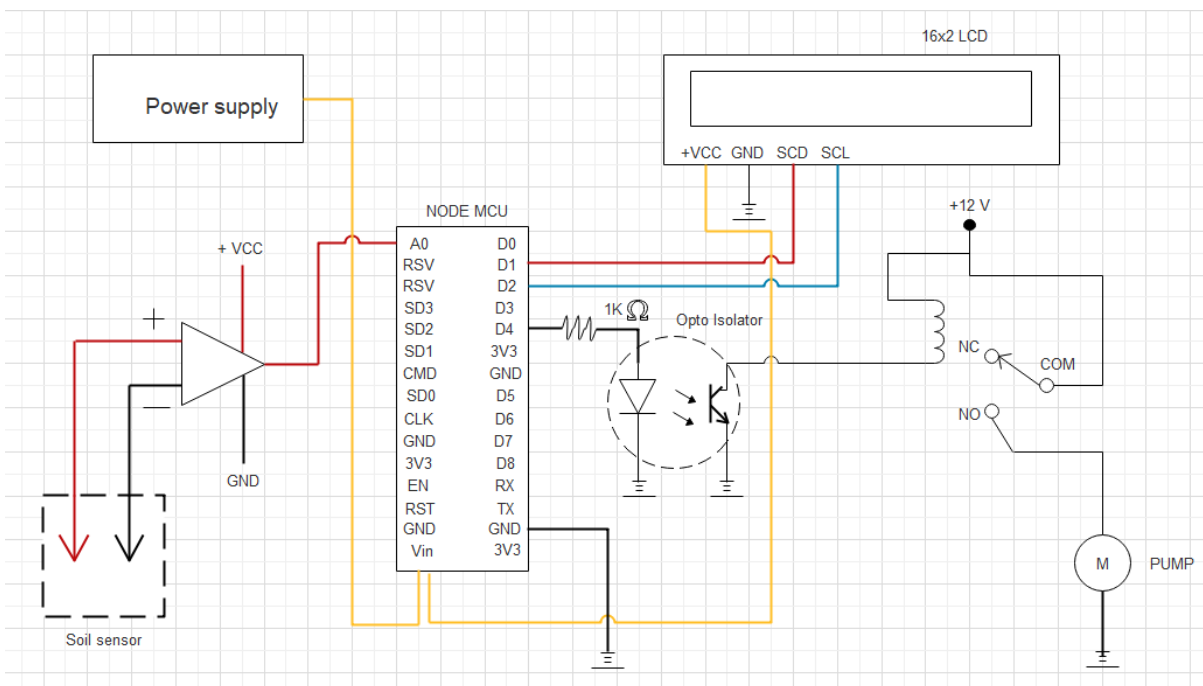 16x2 LCD
Power supply
+VCC GND SCD SCL
+12 V
NODE MCU
+ VCC
A0 D0
RSV D1
RSV D2
SD3 D3
SD2 D4
SD1 3V3
CMD GND
SD0 D5
CLK D6
GND D7
3V3 D8
EN RX
RST TX
GND GND
Vin 3V3
1K Ω
Opto Isolator
NC
COM
NO
+
−
GND
M
PUMP
Soil sensor